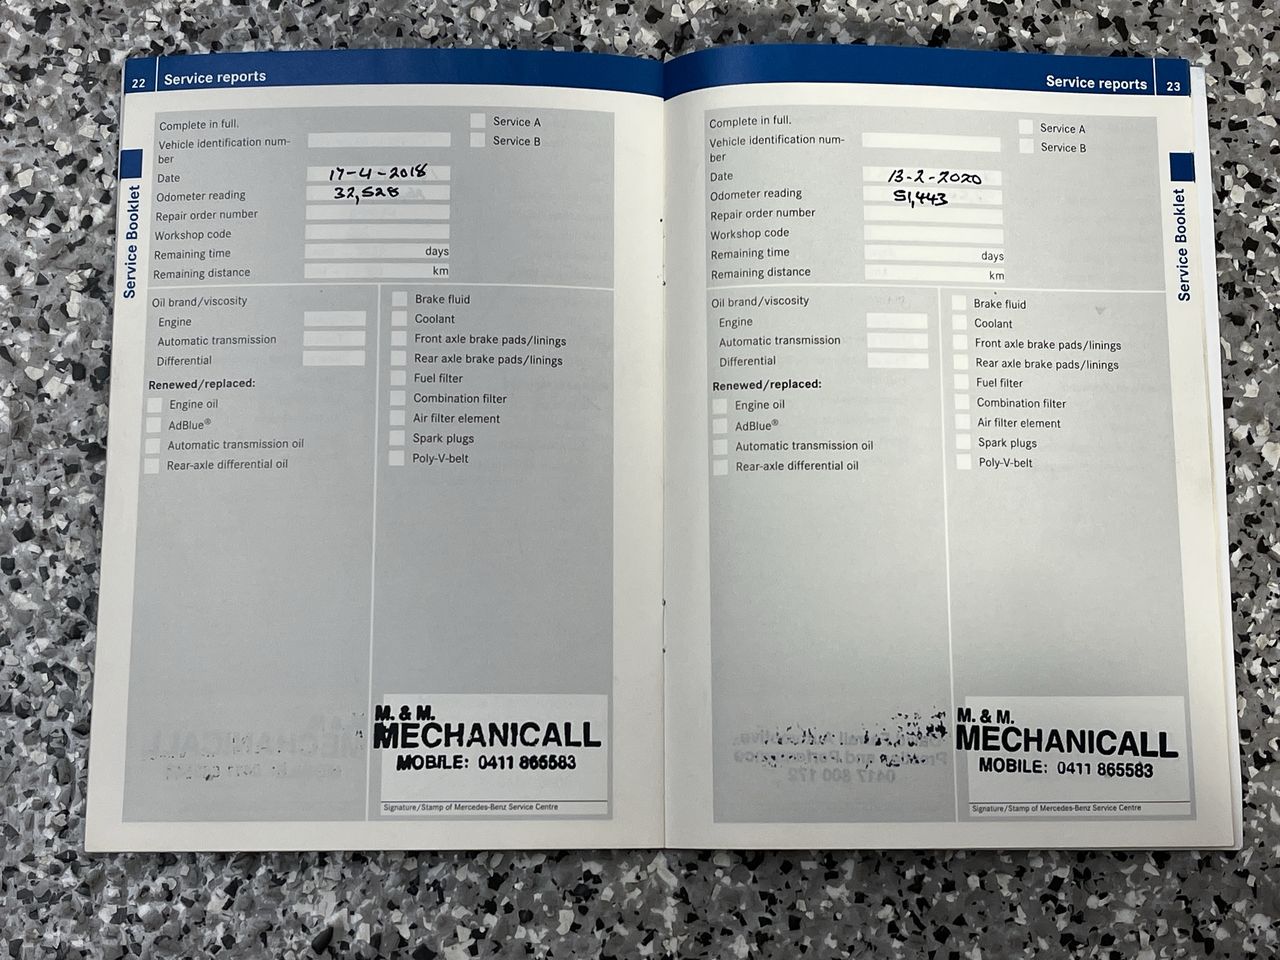 22 Service reports
Service Booklet
Complete in full.
Vehicle identification num-
ber
Date 17-4-2018
Odometer reading 32,528
Repair order number
Workshop code
Remaining time days
Remaining distance km
Service A
Service B
Oil brand/viscosity
Engine
Automatic transmission
Differential
Renewed/replaced:
Engine oil
AdBlue®
Automatic transmission oil
Rear-axle differential oil
Brake fluid
Coolant
Front axle brake pads/linings
Rear axle brake pads/linings
Fuel filter
Combination filter
Air filter element
Spark plugs
Poly-V-belt
M. & M.
MECHANICALL
MOBILE: 0411 865583
Signature/Stamp of Mercedes-Benz Service Centre
Service reports 23
Service Booklet
Complete in full.
Vehicle identification num-
ber
Date 13-2-2020
Odometer reading 51,443
Repair order number
Workshop code
Remaining time days
Remaining distance km
Service A
Service B
Oil brand/viscosity
Engine
Automatic transmission
Differential
Renewed/replaced:
Engine oil
AdBlue®
Automatic transmission oil
Rear-axle differential oil
Brake fluid
Coolant
Front axle brake pads/linings
Rear axle brake pads/linings
Fuel filter
Combination filter
Air filter element
Spark plugs
Poly-V-belt
M. & M.
MECHANICALL
MOBILE: 0411 865583
Signature/Stamp of Mercedes-Benz Service Centre